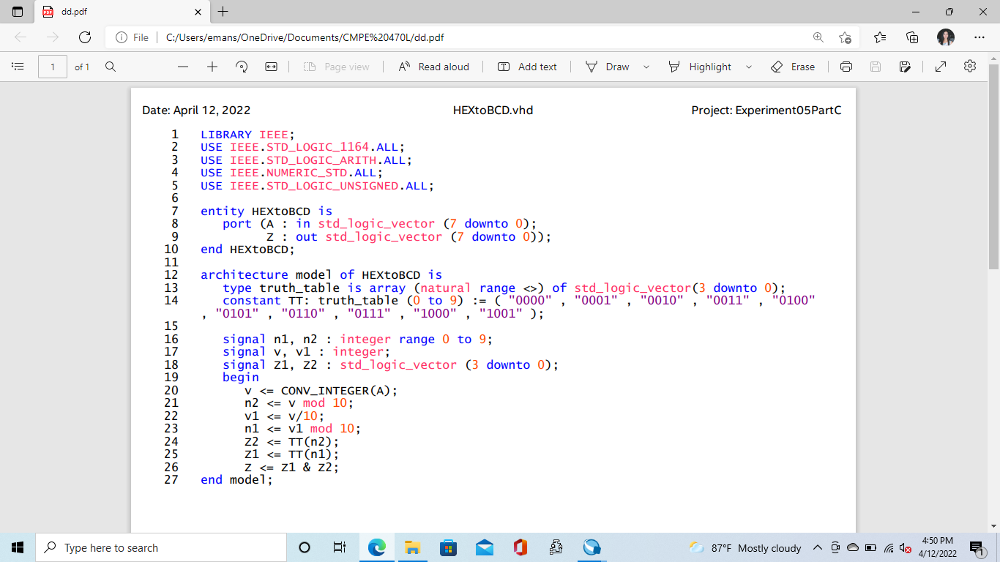 dd.pdf
File
C:/Users/emans/OneDrive/Documents/CMPE%20470L/dd.pdf
1 of 1
Page view
Read aloud
Add text
Draw
Highlight
Erase
Date: April 12, 2022 HEXtoBCD.vhd Project: Experiment05PartC
1 LIBRARY IEEE;
2 USE IEEE.STD_LOGIC_1164.ALL;
3 USE IEEE.STD_LOGIC_ARITH.ALL;
4 USE IEEE.NUMERIC_STD.ALL;
5 USE IEEE.STD_LOGIC_UNSIGNED.ALL;
6
7 entity HEXtoBCD is
8 port (A : in std_logic_vector (7 downto 0);
9 Z : out std_logic_vector (7 downto 0));
10 end HEXtoBCD;
11
12 architecture model of HEXtoBCD is
13 type truth_table is array (natural range <>) of std_logic_vector(3 downto 0);
14 constant TT: truth_table (0 to 9) := ( "0000" , "0001" , "0010" , "0011" , "0100"
, "0101" , "0110" , "0111" , "1000" , "1001" );
15
16 signal n1, n2 : integer range 0 to 9;
17 signal v, v1 : integer;
18 signal Z1, Z2 : std_logic_vector (3 downto 0);
19 begin
20 v <= CONV_INTEGER(A);
21 n2 <= v mod 10;
22 v1 <= v/10;
23 n1 <= v1 mod 10;
24 Z2 <= TT(n2);
25 Z1 <= TT(n1);
26 Z <= Z1 & Z2;
27 end model;
Type here to search
87°F Mostly cloudy
4:50 PM
4/12/2022
1